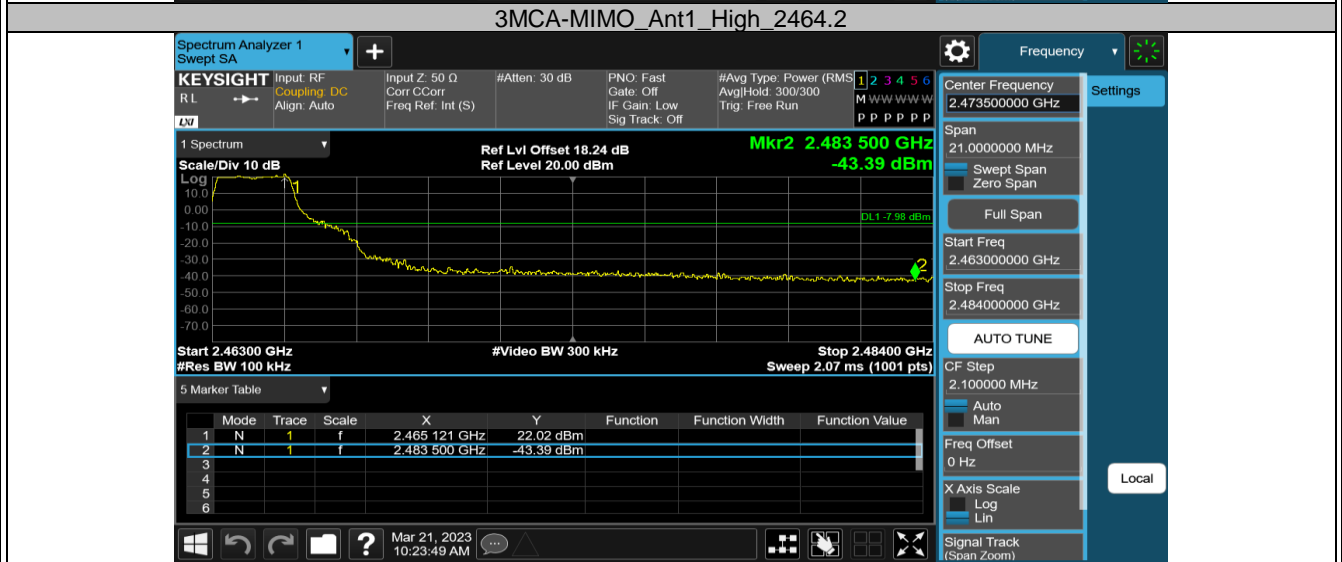 3MCA-MIMO_Ant1_High_2464.2
Spectrum Analyzer 1
Swept SA
Frequency
KEYSIGHT
R L
LXI
Input: RF
Coupling: DC
Align: Auto
Input Z: 50 Ω
Corr CCorr
Freq Ref: Int (S)
#Atten: 30 dB
PNO: Fast
Gate: Off
IF Gain: Low
Sig Track: Off
#Avg Type: Power (RMS
Avg|Hold: 300/300
Trig: Free Run
1 2 3 4 5 6
M W W W W W
P P P P P P
1 Spectrum
Scale/Div 10 dB
Ref Lvl Offset 18.24 dB
Ref Level 20.00 dBm
Mkr2 2.483 500 GHz
-43.39 dBm
Log
10.0
0.00
-10.0
-20.0
-30.0
-40.0
-50.0
-60.0
-70.0
1
DL1 -7.98 dBm
2
Start 2.46300 GHz
#Video BW 300 kHz
Stop 2.48400 GHz
#Res BW 100 kHz
Sweep 2.07 ms (1001 pts)
5 Marker Table
Mode Trace Scale X Y Function Function Width Function Value
1 N 1 f 2.465 121 GHz 22.02 dBm
2 N 1 f 2.483 500 GHz -43.39 dBm
3
4
5
6
Mar 21, 2023
10:23:49 AM
Center Frequency
2.473500000 GHz
Settings
Span
21.0000000 MHz
Swept Span
Zero Span
Full Span
Start Freq
2.463000000 GHz
Stop Freq
2.484000000 GHz
AUTO TUNE
CF Step
2.100000 MHz
Auto
Man
Freq Offset
0 Hz
Local
X Axis Scale
Log
Lin
Signal Track
(Span Zoom)